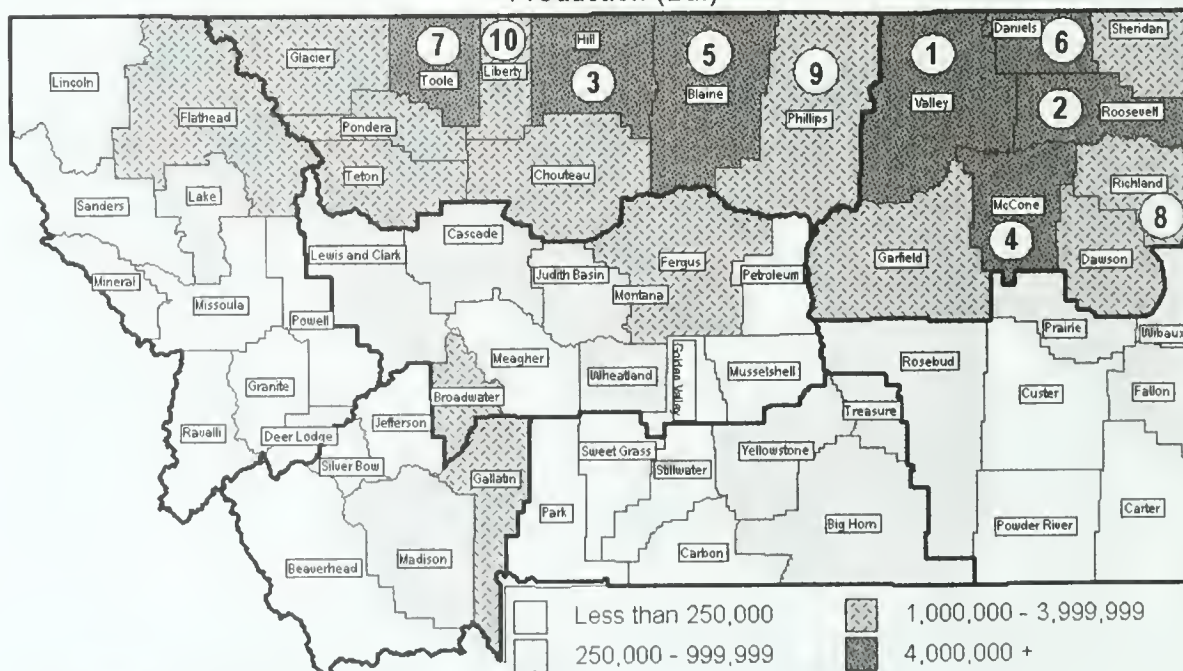 Production (Bu.)
Lincoln
Flathead
Glacier
7
Toole
10
Liberty
Hill
3
5
Blaine
9
Phillips
1
Valley
Daniels
6
Sheridan
2
Roosevelt
Pondera
Teton
Chouteau
Sanders
Lake
Richland
8
McCone
4
Garfield
Dawson
Lewis and Clark
Cascade
Judith Basin
Fergus
Montana
Petroleum
Mineral
Missoula
Powell
Prairie
Wibaux
Meagher
Wheatland
Golden Valley
Musselshell
Rosebud
Custer
Fallon
Granite
Broadwater
Jefferson
Treasure
Ravalli
Deer Lodge
Silver Bow
Gallatin
Sweet Grass
Stillwater
Yellowstone
Park
Big Horn
Powder River
Carter
Carbon
Beaverhead
Madison
Less than 250,000
250,000 - 999,999
1,000,000 - 3,999,999
4,000,000 +